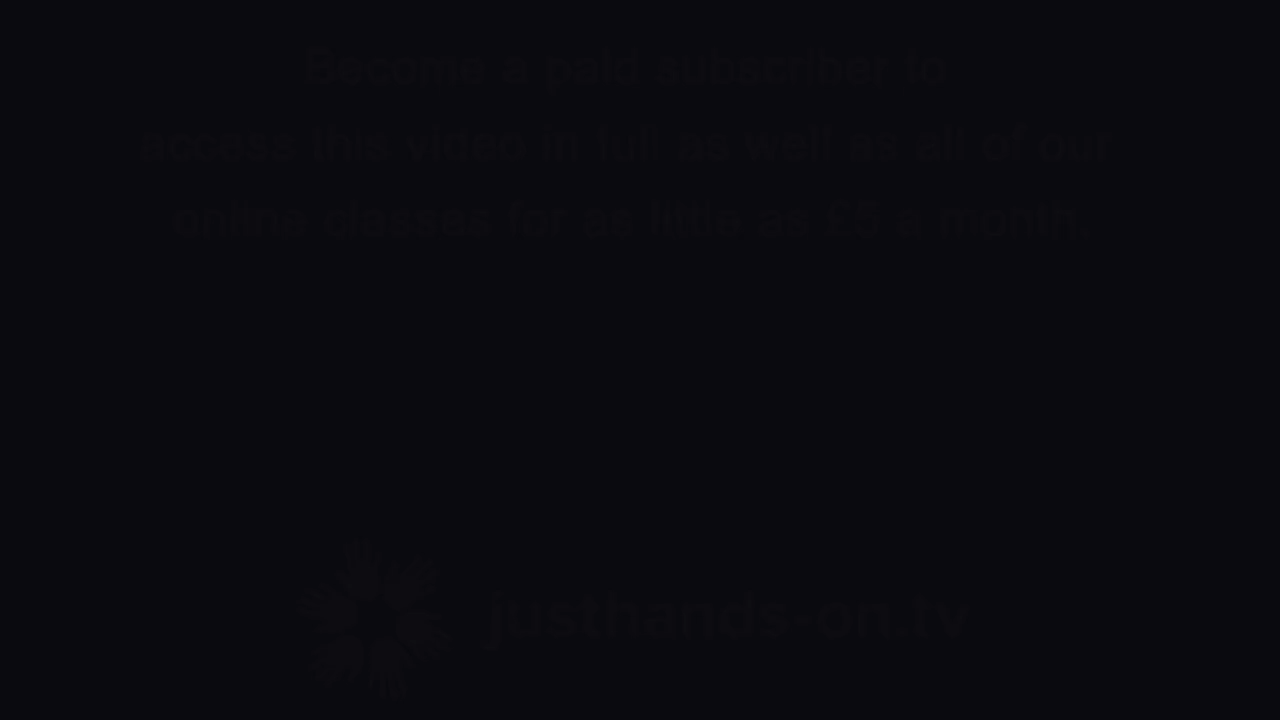 Become a paid subscriber to
access this video in full as well as all of our
online classes for as little as £5 a month.
justhands-on.tv